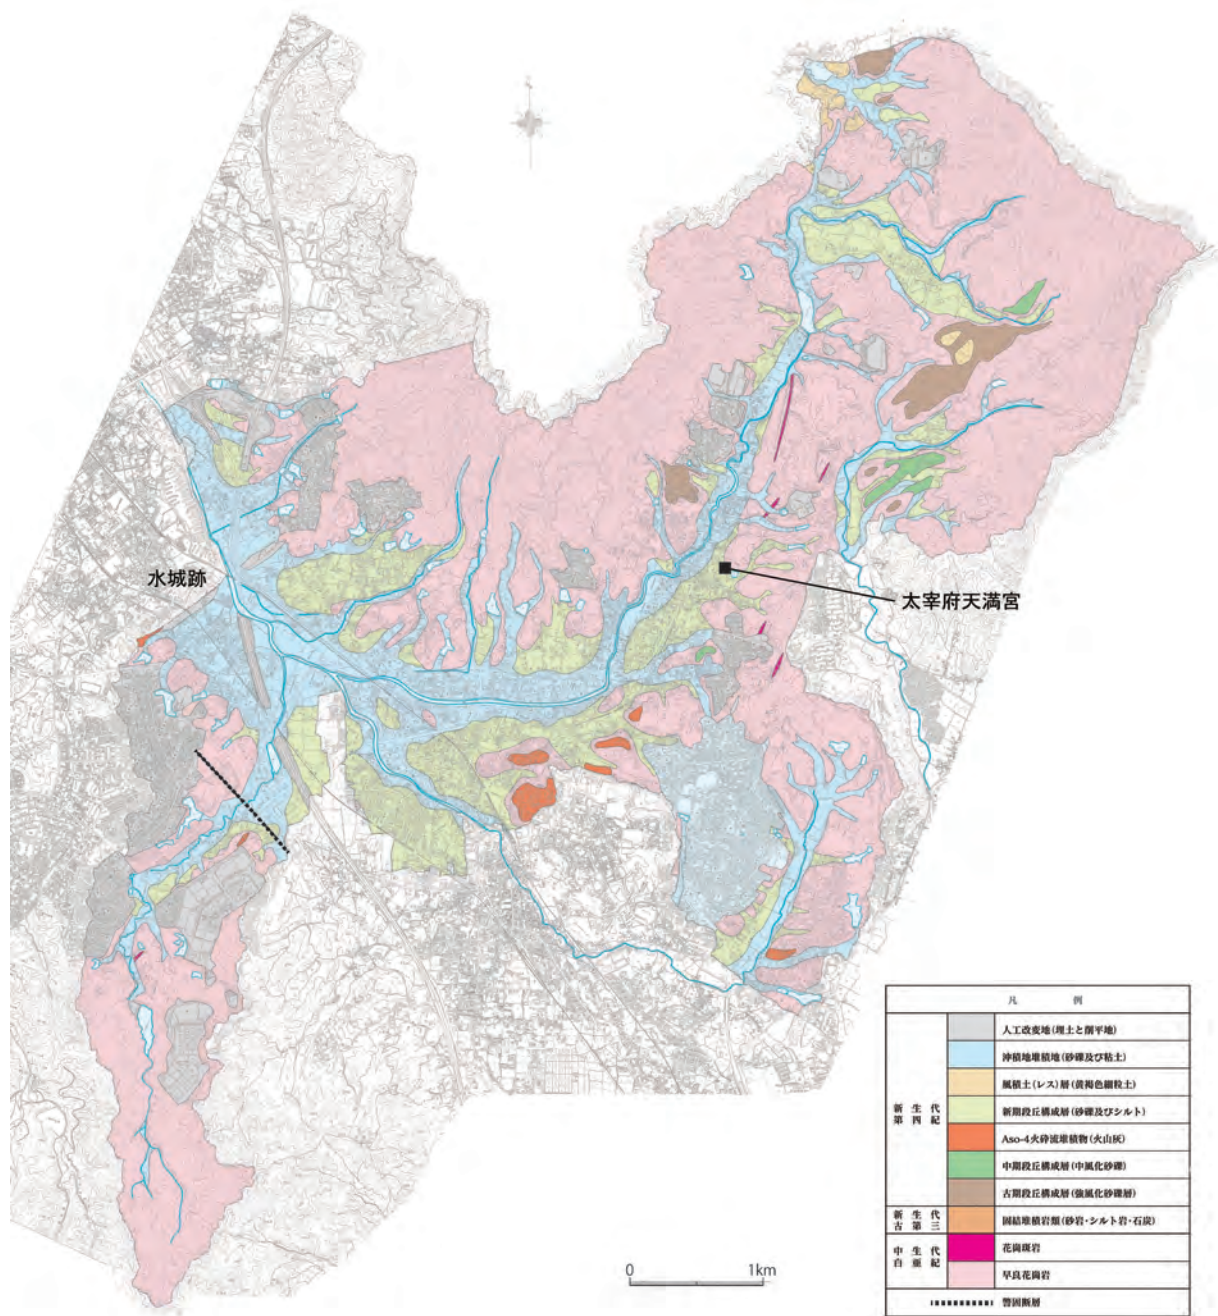 水城跡
太宰府天満宮
凡 例
新生代
第四紀
人工改変地(埋土と削平地)
沖積地堆積地(砂礫及び粘土)
風積土(レス)層(黄褐色細粒土)
新期段丘構成層(砂礫及びシルト)
Aso-4火砕流堆積物(火山灰)
中期段丘構成層(中風化砂礫)
古期段丘構成層(強風化砂礫層)
新生代
古第三
固結堆積岩類(砂岩・シルト岩・石炭)
中生代
白亜紀
花崗斑岩
早良花崗岩
警固断層
0 1km